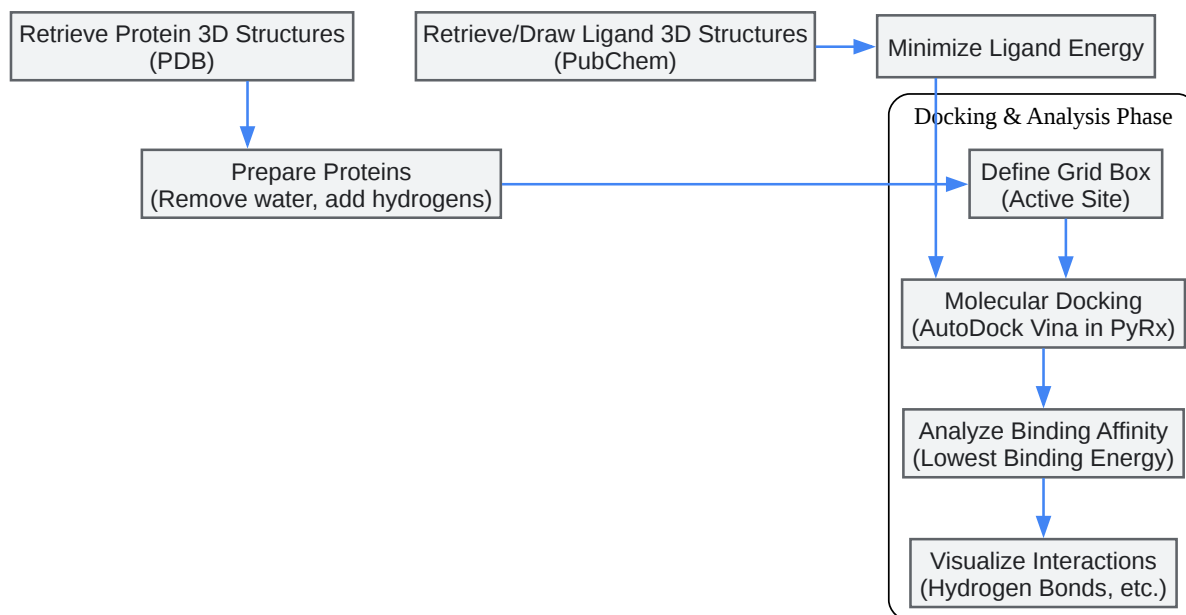 Retrieve Protein 3D Structures
(PDB)
Retrieve/Draw Ligand 3D Structures
(PubChem)
Minimize Ligand Energy
Docking & Analysis Phase
Prepare Proteins
(Remove water, add hydrogens)
Define Grid Box
(Active Site)
Molecular Docking
(AutoDock Vina in PyRx)
Analyze Binding Affinity
(Lowest Binding Energy)
Visualize Interactions
(Hydrogen Bonds, etc.)